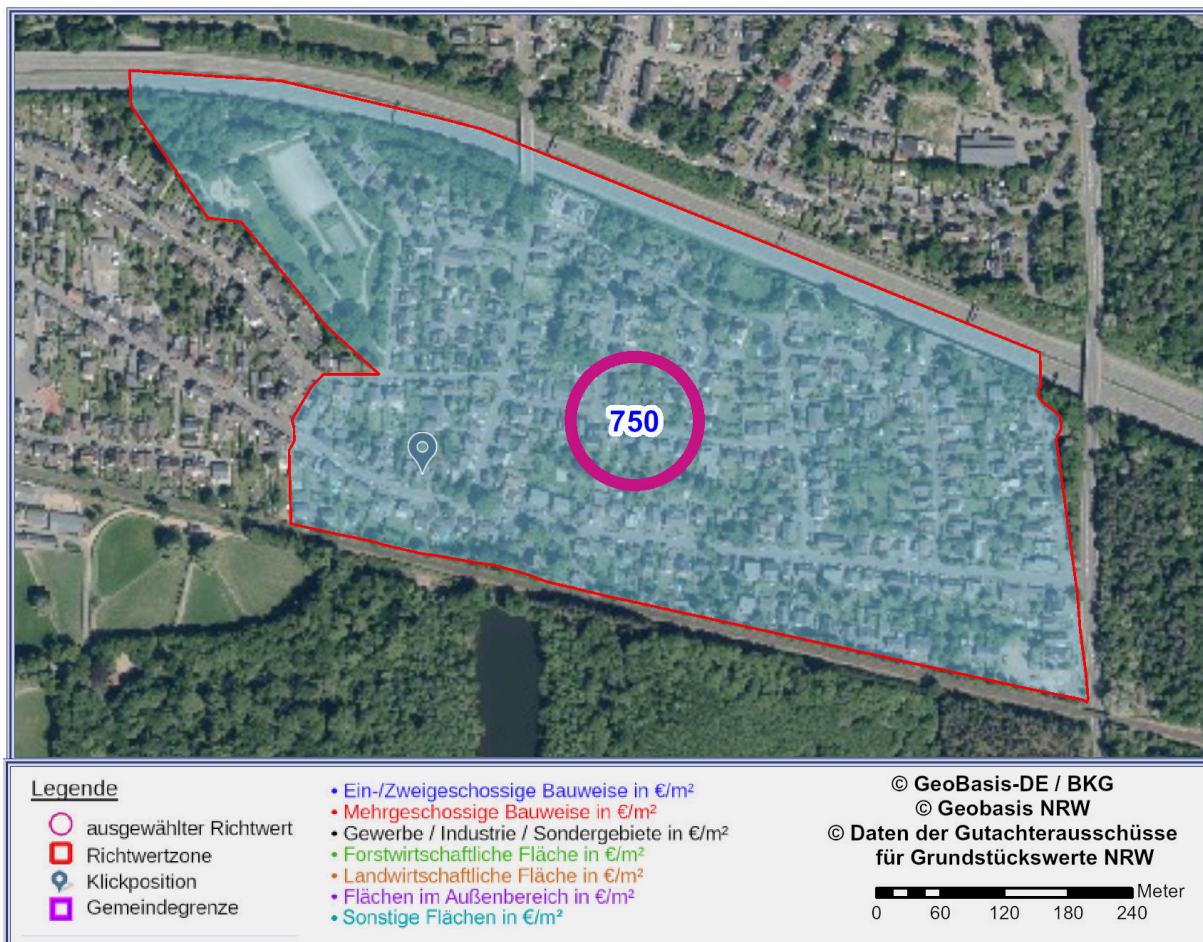 750
Legende
ausgewählter Richtwert
Richtwertzone
Klickposition
Gemeindegrenze
• Ein-/Zweigeschossige Bauweise in €/m²
• Mehrgeschossige Bauweise in €/m²
• Gewerbe / Industrie / Sondergebiete in €/m²
• Forstwirtschaftliche Fläche in €/m²
• Landwirtschaftliche Fläche in €/m²
• Flächen im Außenbereich in €/m²
• Sonstige Flächen in €/m²
© GeoBasis-DE / BKG
© Geobasis NRW
© Daten der Gutachterausschüsse
für Grundstückswerte NRW
Meter
0 60 120 180 240